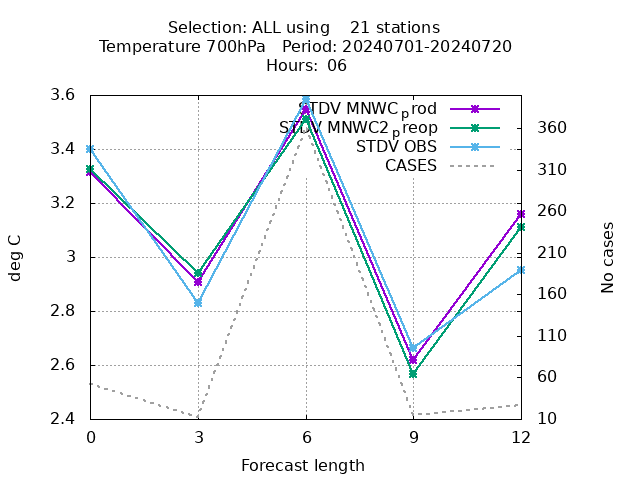 Selection: ALL using 21 stations
Temperature 700hPa Period: 20240701-20240720
Hours: 06
3.6
3.4
3.2
3
2.8
2.6
2.4
deg C
STDV MNWCprod
STDV MNWC2preop
STDV OBS
CASES
360
310
260
210
160
110
60
10
No cases
0 3 6 9 12
Forecast length